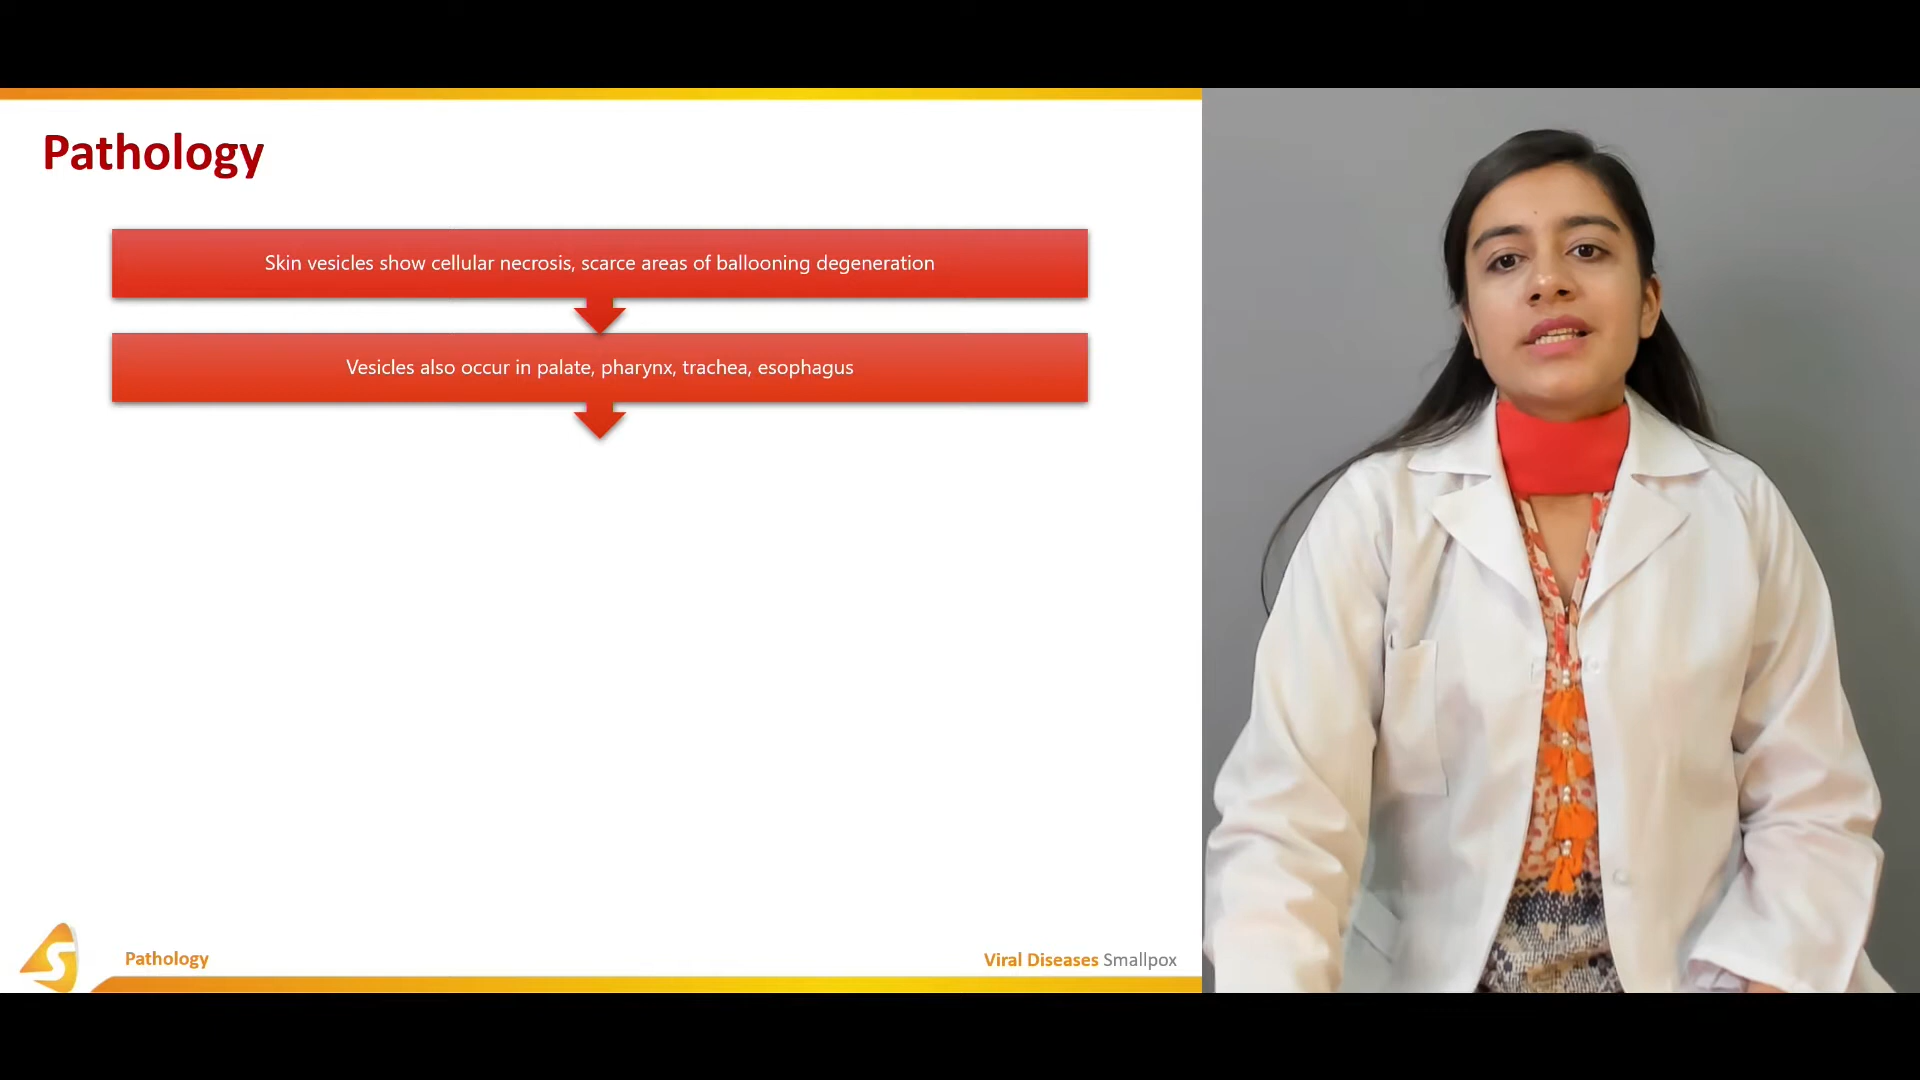 Pathology
Skin vesicles show cellular necrosis, scarce areas of ballooning degeneration
Vesicles also occur in palate, pharynx, trachea, esophagus
S
Pathology
Viral Diseases Smallpox